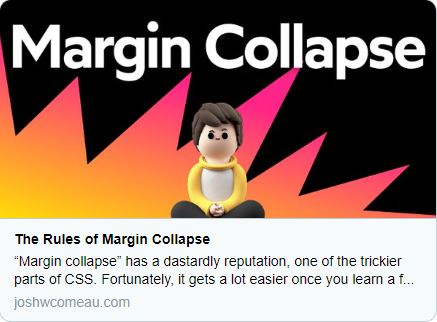 Margin Collapse
The Rules of Margin Collapse
“Margin collapse” has a dastardly reputation, one of the trickier
parts of CSS. Fortunately, it gets a lot easier once you learn a f...
joshwcomeau.com